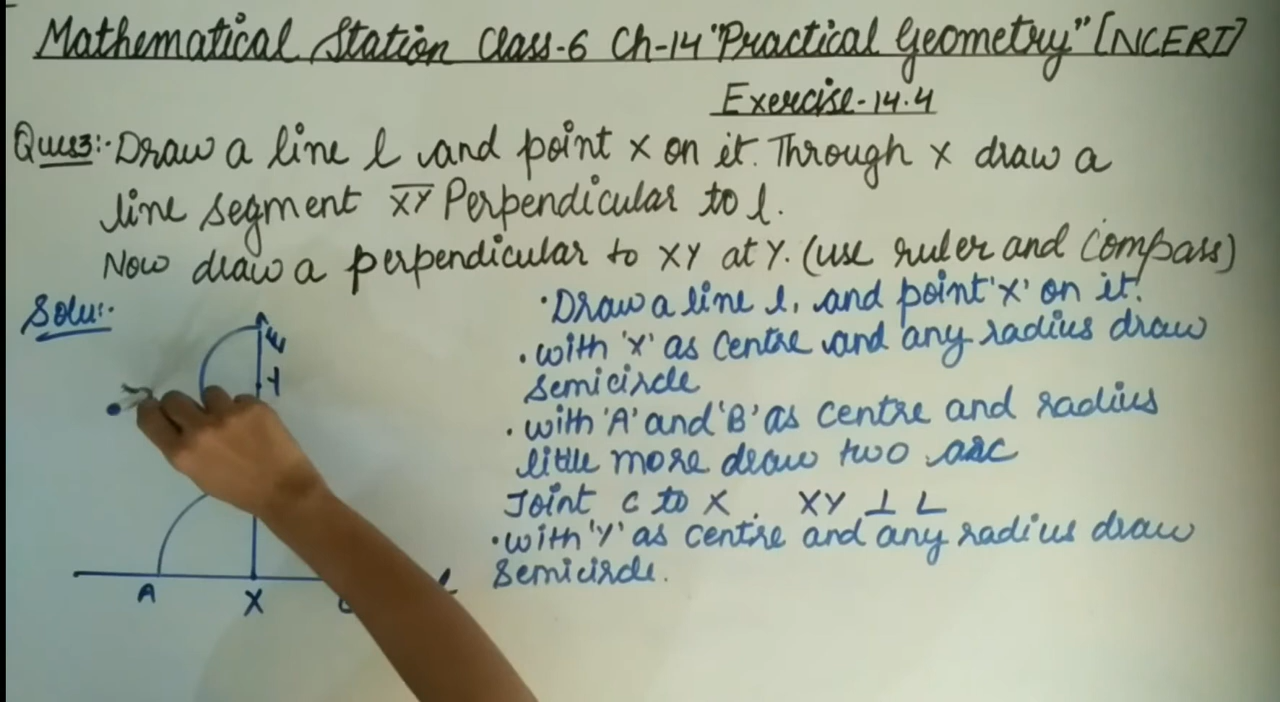 Mathematical Station Class-6 Ch-14 "Practical Geometry" [NCERT]
Exercise-14.4
Ques3:- Draw a line l and point X on it. Through X draw a
line segment XY Perpendicular to l.
Now draw a perpendicular to XY at Y. (use ruler and Compass)
Solu:-
• Draw a line l, and point 'X' on it.
• with 'X' as Centre and any radius draw
semicircle
• with 'A' and 'B' as Centre and radius
little more draw two arc
Joint C to X. XY ⊥ L
• with 'Y' as centre and any radius draw
Semicircle.
Y
A
X
l